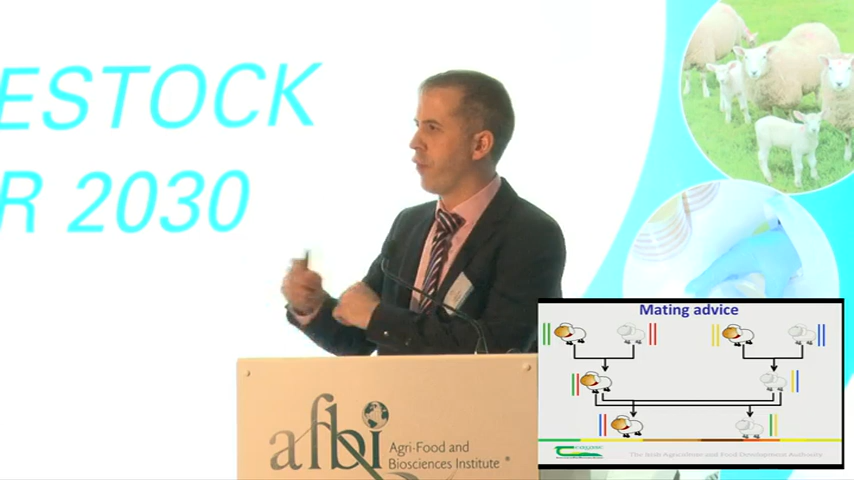 ESTOCK
R 2030
Mating advice
afbi
Agri-Food and
Biosciences Institute
The Irish Agriculture and Food Development Authority